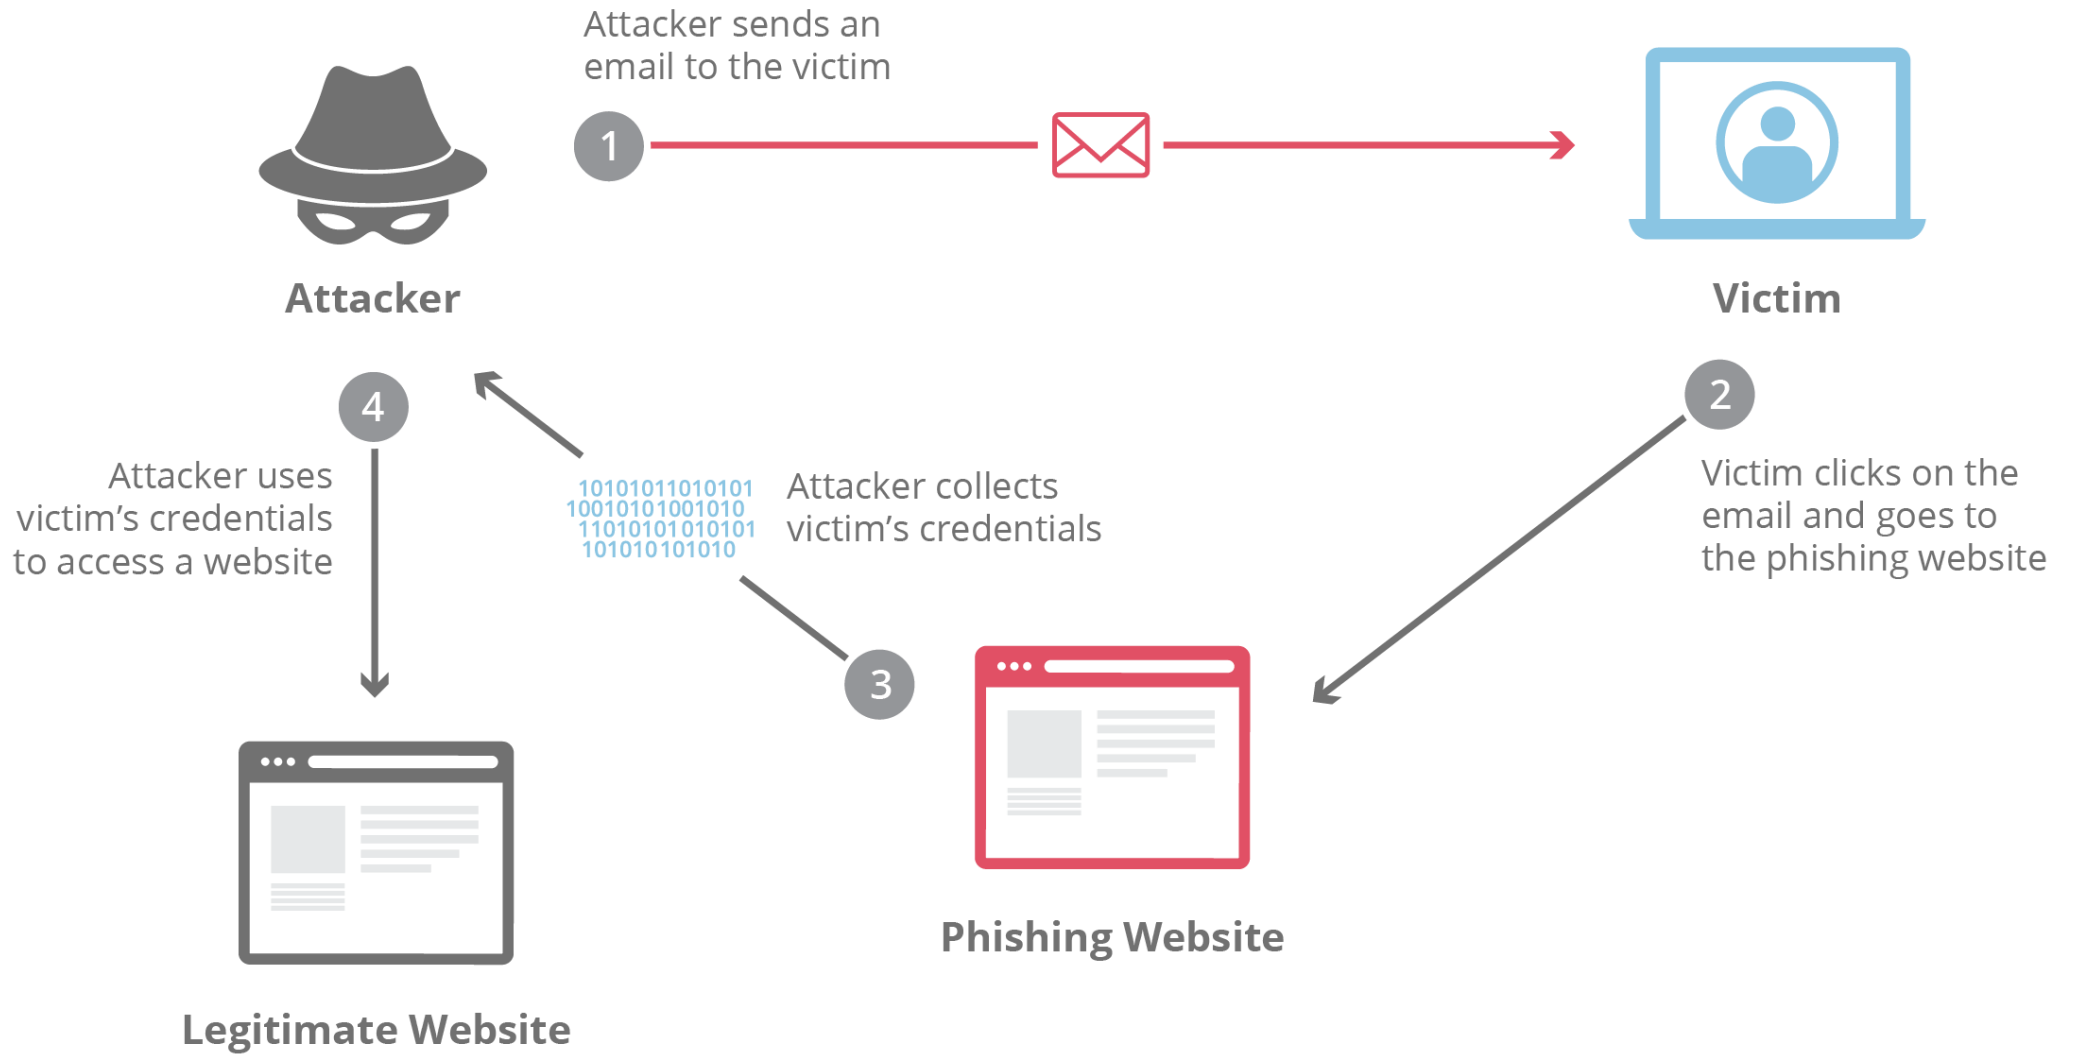 Attacker sends an
email to the victim
1
Attacker
Victim
2
Victim clicks on the
email and goes to
the phishing website
3
10101011010101
10010101001010
11010101010101
101010101010
Attacker collects
victim's credentials
4
Attacker uses
victim's credentials
to access a website
Phishing Website
Legitimate Website